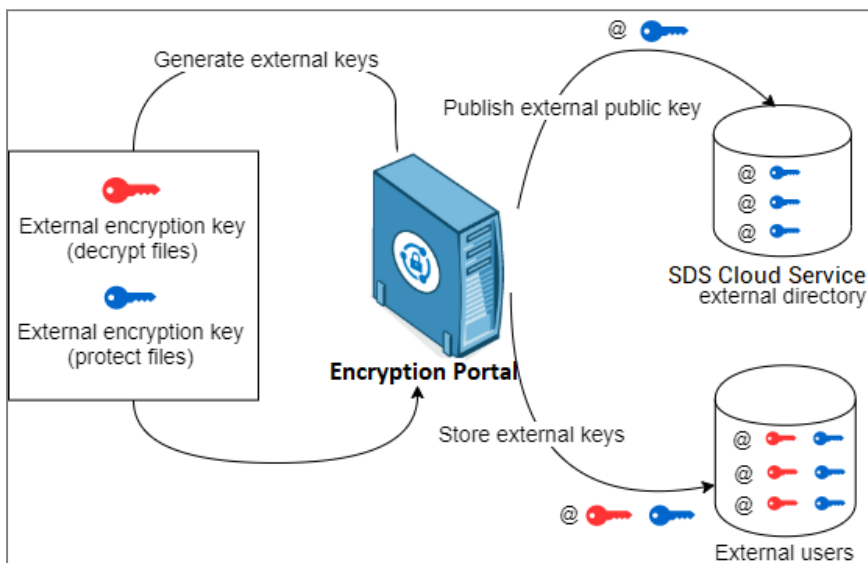 @
Generate external keys
Publish external public key
@
@
@
External encryption key
(decrypt files)
SDS Cloud Service
external directory
External encryption key
(protect files)
Encryption Portal
Store external keys
@
@
@
@
External users